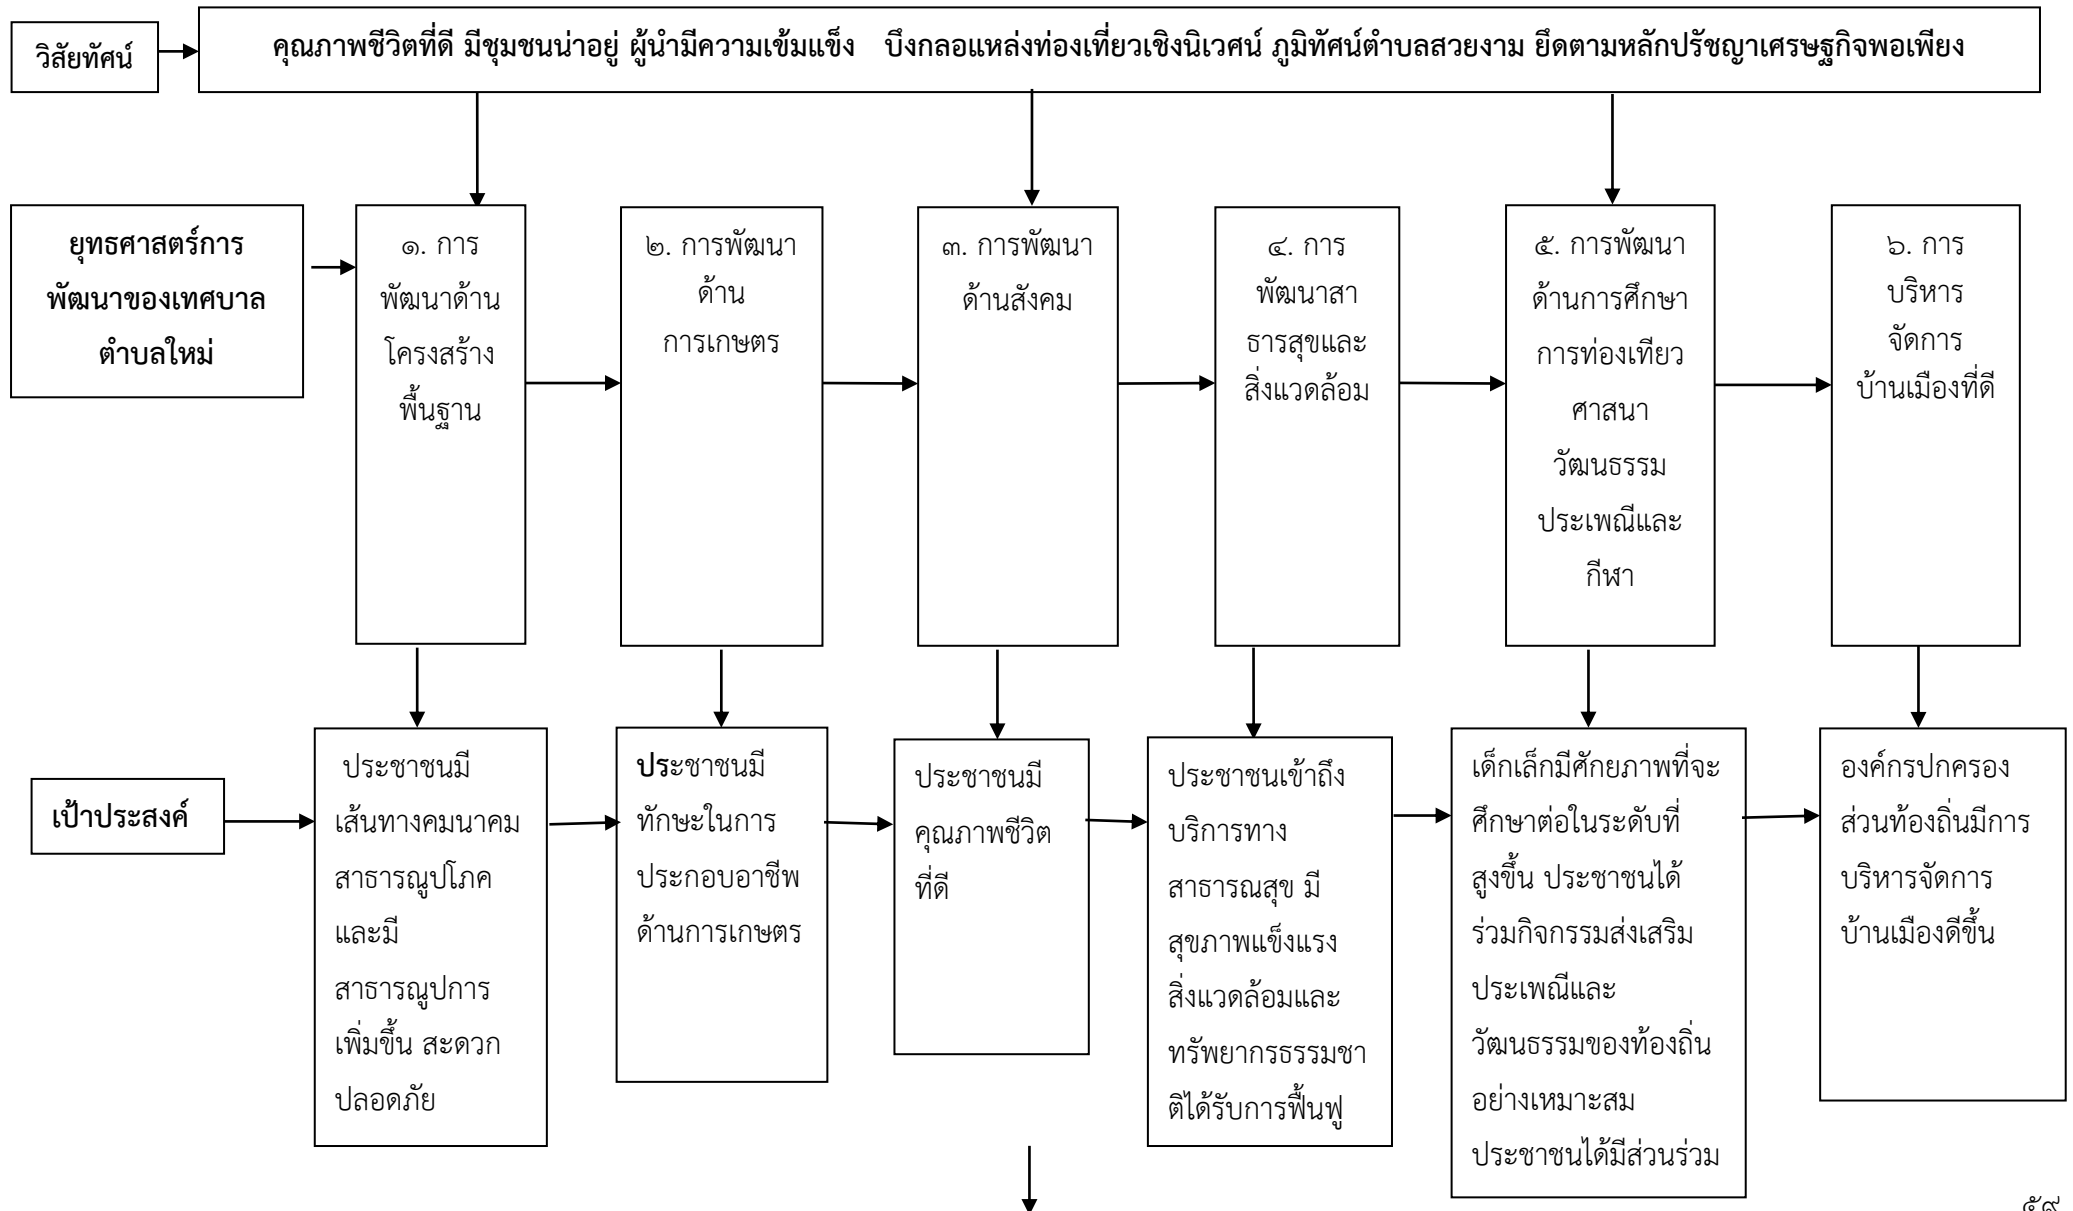 วิสัยทัศน์
คุณภาพชีวิตที่ดี มีชุมชนน่าอยู่ ผู้นำมีความเข้มแข็ง บึงกลอแหล่งท่องเที่ยวเชิงนิเวศน์ ภูมิทัศน์ตำบลสวยงาม ยึดตามหลักปรัชญาเศรษฐกิจพอเพียง
ยุทธศาสตร์การ
พัฒนาของเทศบาล
ตำบลใหม่
๑. การ
พัฒนาด้าน
โครงสร้าง
พื้นฐาน
๒. การพัฒนา
ด้าน
การเกษตร
๓. การพัฒนา
ด้านสังคม
๔. การ
พัฒนาสา
ธารสุขและ
สิ่งแวดล้อม
๕. การพัฒนา
ด้านการศึกษา
การท่องเทียว
ศาสนา
วัฒนธรรม
ประเพณีและ
กีฬา
๖. การ
บริหาร
จัดการ
บ้านเมืองที่ดี
เป้าประสงค์
ประชาชนมี
เส้นทางคมนาคม
สาธารณูปโภค
และมี
สาธารณูปการ
เพิ่มขึ้น สะดวก
ปลอดภัย
ประชาชนมี
ทักษะในการ
ประกอบอาชีพ
ด้านการเกษตร
ประชาชนมี
คุณภาพชีวิต
ที่ดี
ประชาชนเข้าถึง
บริการทาง
สาธารณสุข มี
สุขภาพแข็งแรง
สิ่งแวดล้อมและ
ทรัพยากรธรรมชา
ติได้รับการฟื้นฟู
เด็กเล็กมีศักยภาพที่จะ
ศึกษาต่อในระดับที่
สูงขึ้น ประชาชนได้
ร่วมกิจกรรมส่งเสริม
ประเพณีและ
วัฒนธรรมของท้องถิ่น
อย่างเหมาะสม
ประชาชนได้มีส่วนร่วม
องค์กรปกครอง
ส่วนท้องถิ่นมีการ
บริหารจัดการ
บ้านเมืองดีขึ้น
๕๙